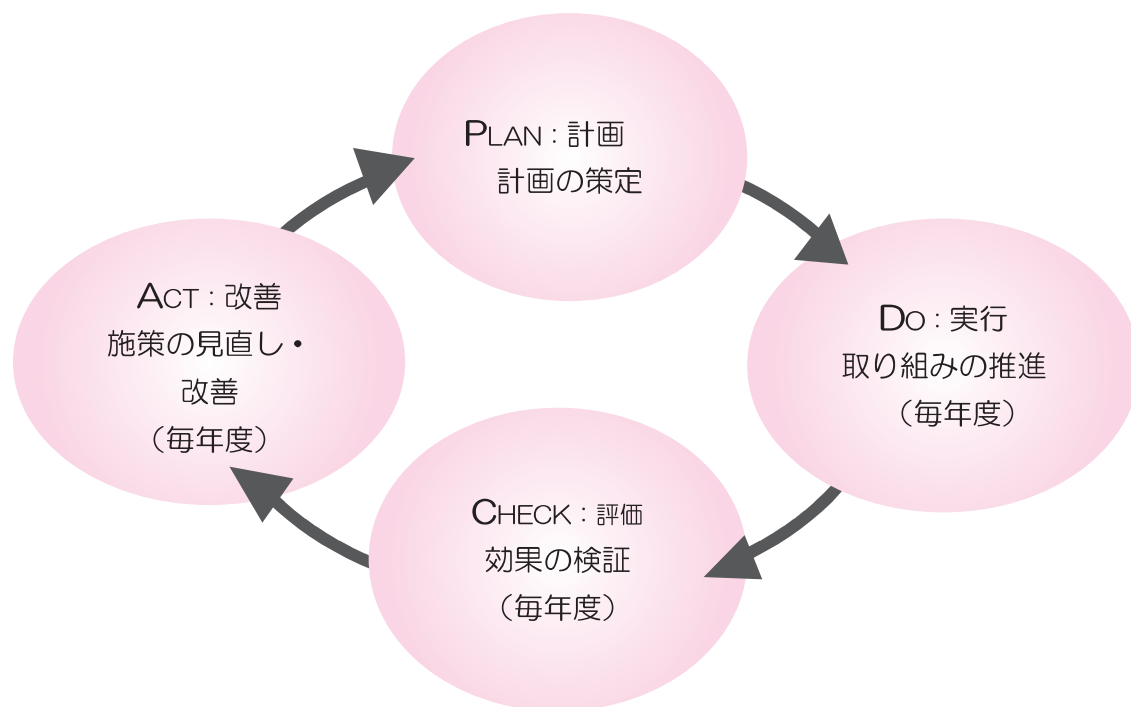 PLAN：計画
計画の策定
DO：実行
取り組みの推進
（毎年度）
CHECK：評価
効果の検証
（毎年度）
ACT：改善
施策の見直し・
改善
（毎年度）